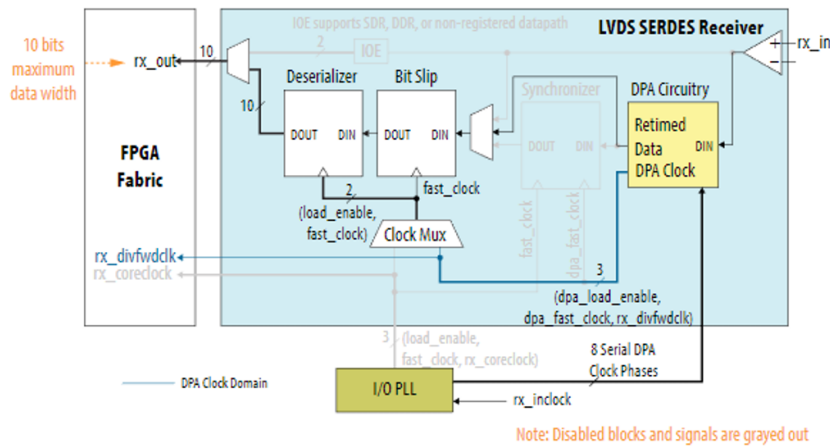 IOE supports SDR, DDR, or non-registered datapath
LVDS SERDES Receiver
10 bits
maximum
data width
rx_out
10
2
IOE
rx_in
+
−
Deserializer
Bit Slip
Synchronizer
DPA Circuitry
10
DOUT
DIN
DOUT
DIN
DOUT
DIN
Retimed
Data
DIN
DPA Clock
FPGA
Fabric
2
fast_clock
(load_enable,
fast_clock)
Clock Mux
fast_clock
dpa_fast_clock
rx_divfwdclk
rx_coreclock
3
(dpa_load_enable,
dpa_fast_clock, rx_divfwdclk)
3
(load_enable,
fast_clock, rx_coreclock)
8 Serial DPA
Clock Phases
DPA Clock Domain
I/O PLL
rx_inclock
Note: Disabled blocks and signals are grayed out